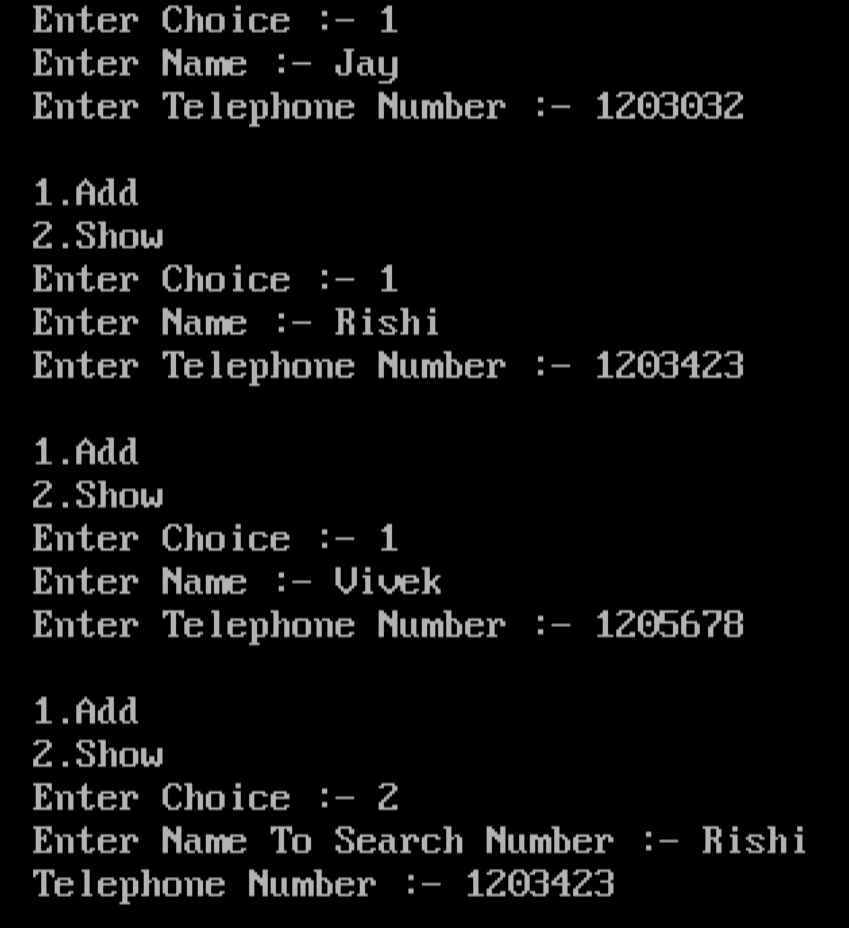 Enter Choice :- 1
Enter Name :- Jay
Enter Telephone Number :- 1203032
1.Add
2.Show
Enter Choice :- 1
Enter Name :- Rishi
Enter Telephone Number :- 1203423
1.Add
2.Show
Enter Choice :- 1
Enter Name :- Vivek
Enter Telephone Number :- 1205678
1.Add
2.Show
Enter Choice :- 2
Enter Name To Search Number :- Rishi
Telephone Number :- 1203423